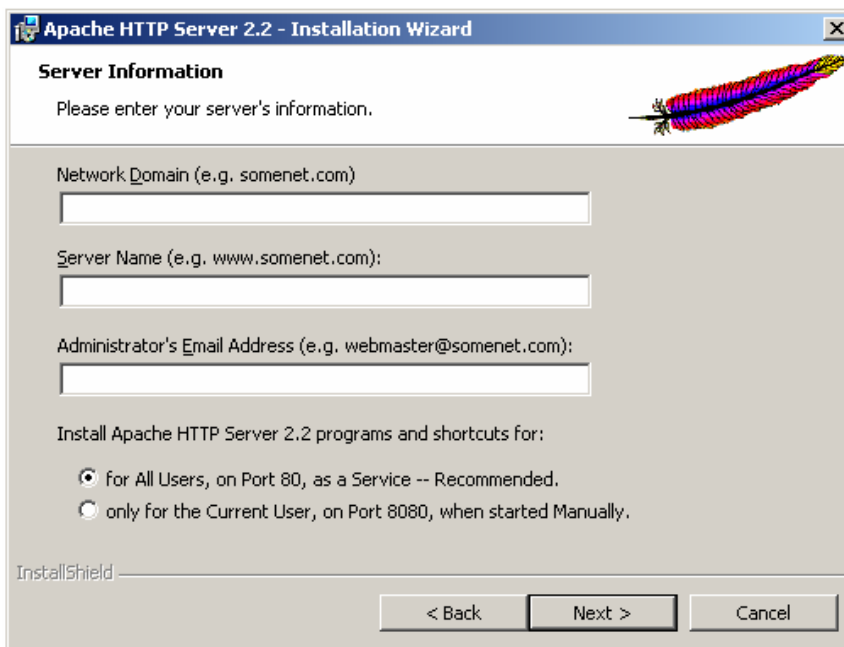 Apache HTTP Server 2.2 - Installation Wizard
Server Information
Please enter your server's information.
Network Domain (e.g. somenet.com)
Server Name (e.g. www.somenet.com):
Administrator's Email Address (e.g. webmaster@somenet.com):
Install Apache HTTP Server 2.2 programs and shortcuts for:
for All Users, on Port 80, as a Service -- Recommended.
only for the Current User, on Port 8080, when started Manually.
InstallShield
< Back Next > Cancel